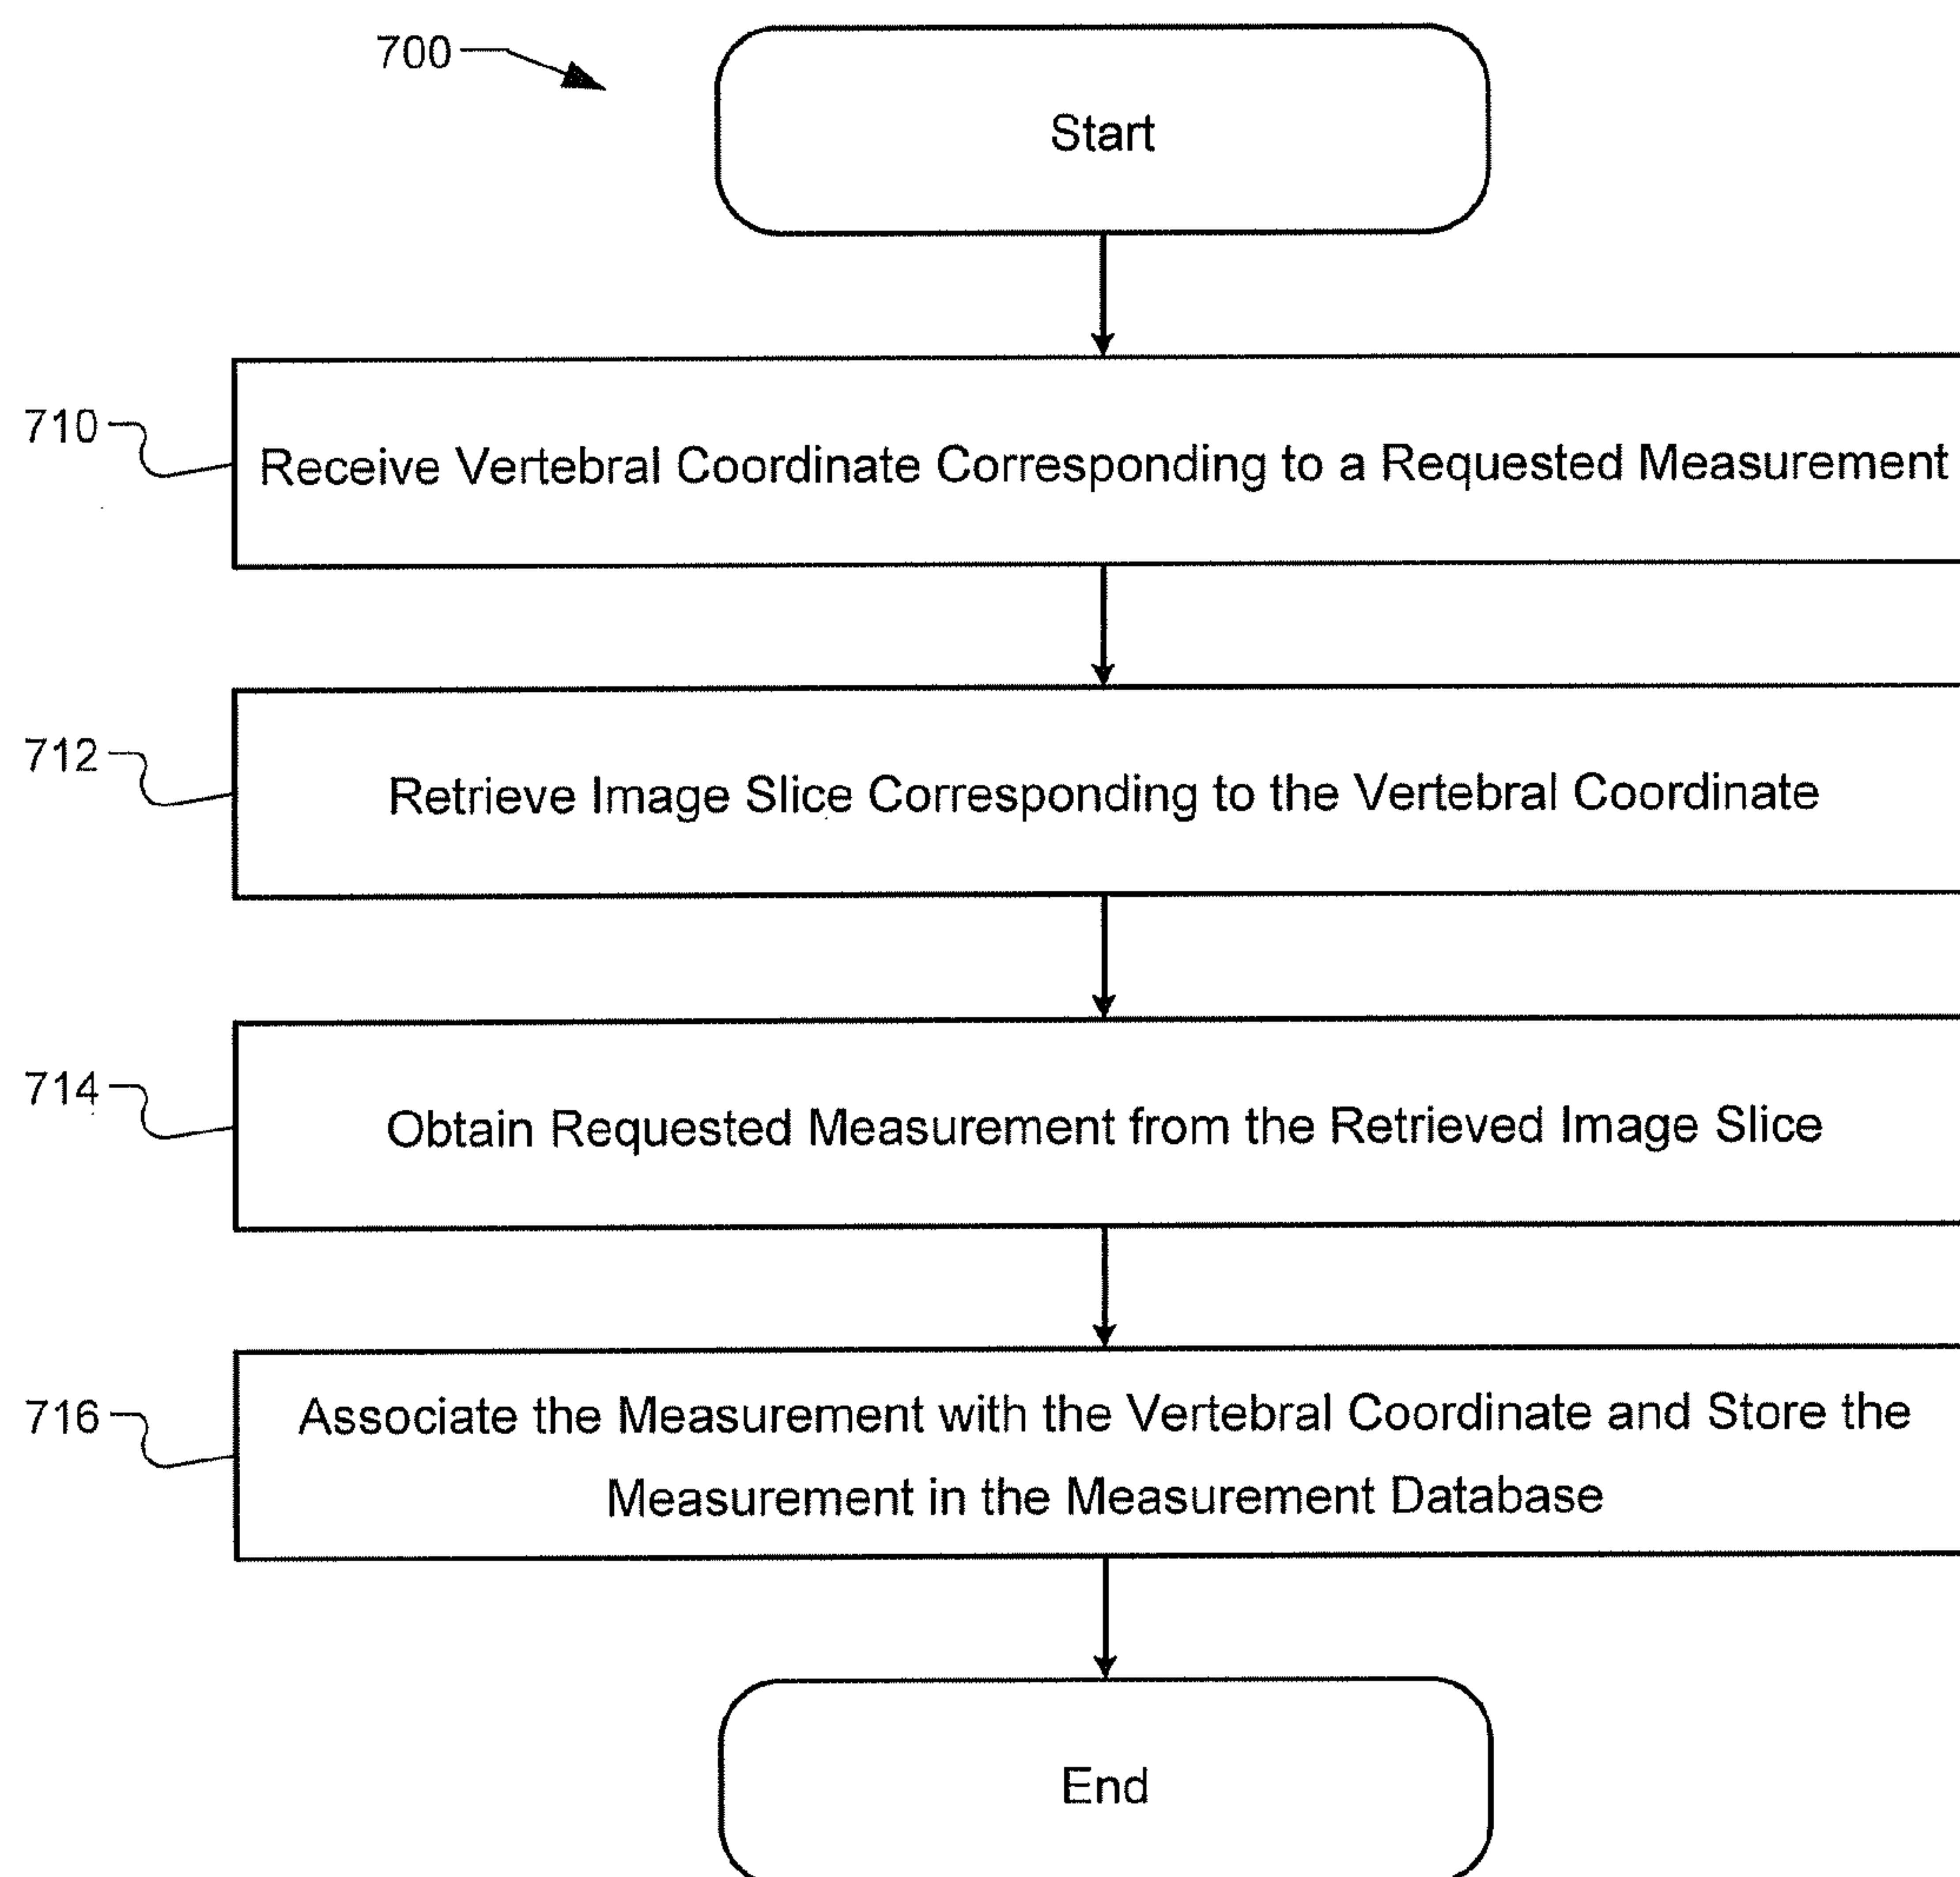 700
Start
710
Receive Vertebral Coordinate Corresponding to a Requested Measurement
712
Retrieve Image Slice Corresponding to the Vertebral Coordinate
714
Obtain Requested Measurement from the Retrieved Image Slice
716
Associate the Measurement with the Vertebral Coordinate and Store the
Measurement in the Measurement Database
End